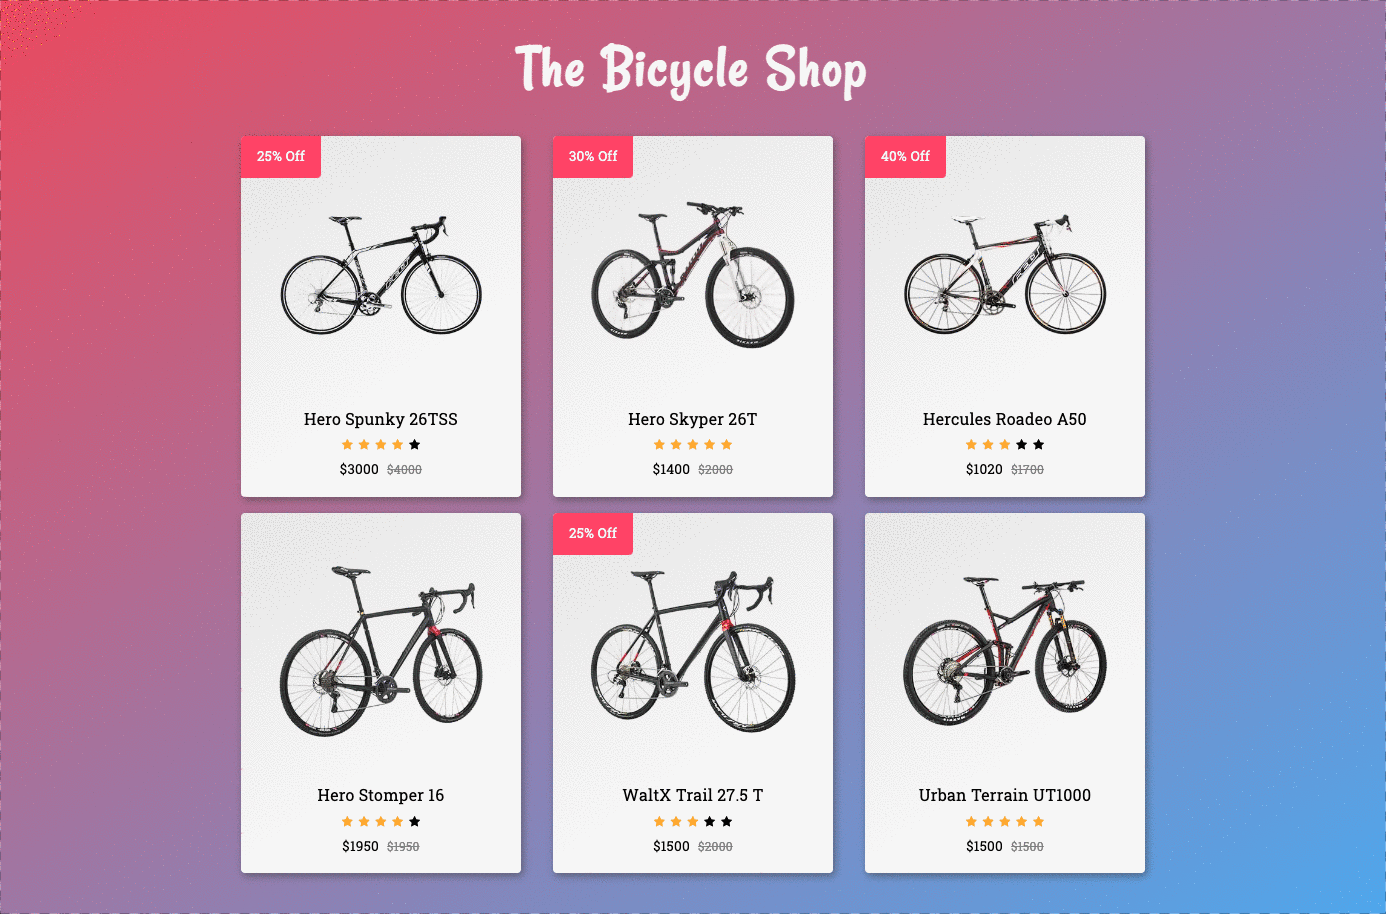 The Bicycle Shop
25% Off
30% Off
40% Off
Hero Spunky 26TSS
$3000 $4000
Hero Skyper 26T
$1400 $2000
Hercules Roadeo A50
$1020 $1700
25% Off
Hero Stomper 16
$1950 $1950
WaltX Trail 27.5 T
$1500 $2000
Urban Terrain UT1000
$1500 $1500